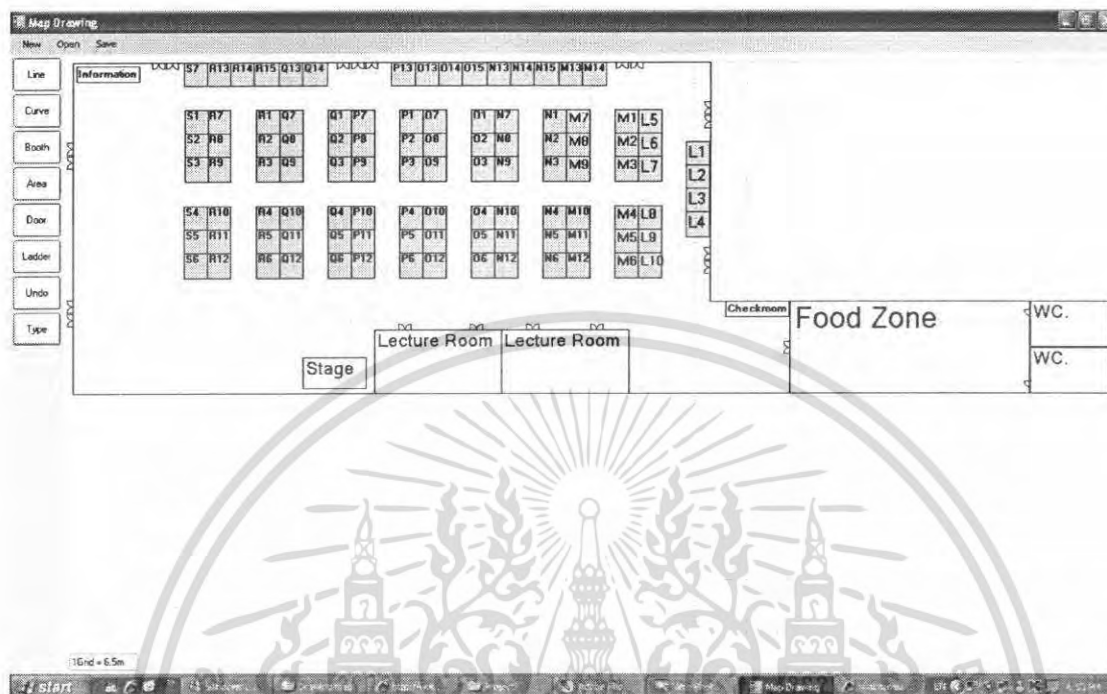 Map Drawing
New Open Save
Line
Curve
Booth
Area
Door
Ladder
Undo
Type
Information
S7 R13 R14 R15 Q13 Q14
P13 O13 O14 O15 N13 N14 N15 M13 M14
S1 R7 R1 Q7 Q1 P7 P1 O7 O1 N7 N1 M7 M1 L5
S2 R8 R2 Q8 Q2 P8 P2 O8 O2 N8 N2 M8 M2 L6
S3 R9 R3 Q9 Q3 P9 P3 O9 O3 N9 N3 M9 M3 L7
L1
L2
L3
L4
S4 R10 R4 Q10 Q4 P10 P4 O10 O4 N10 N4 M10 M4 L8
S5 R11 R5 Q11 Q5 P11 P5 O11 O5 N11 N5 M11 M5 L9
S6 R12 R6 Q12 Q6 P12 P6 O12 O6 N12 N6 M12 M6 L10
Checkroom
Food Zone
WC.
WC.
Lecture Room Lecture Room
Stage
1Grid = 6.5m
start
Map Drawing